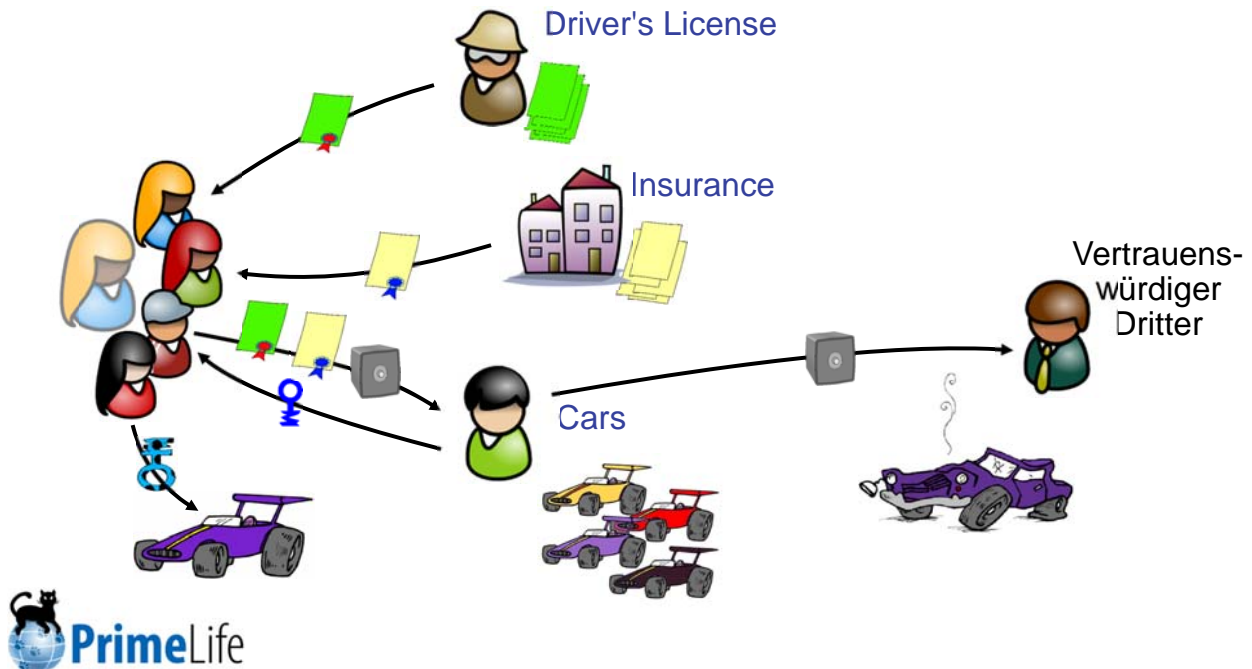 Driver's License
Insurance
Vertrauens-
würdiger
Dritter
Cars
PrimeLife